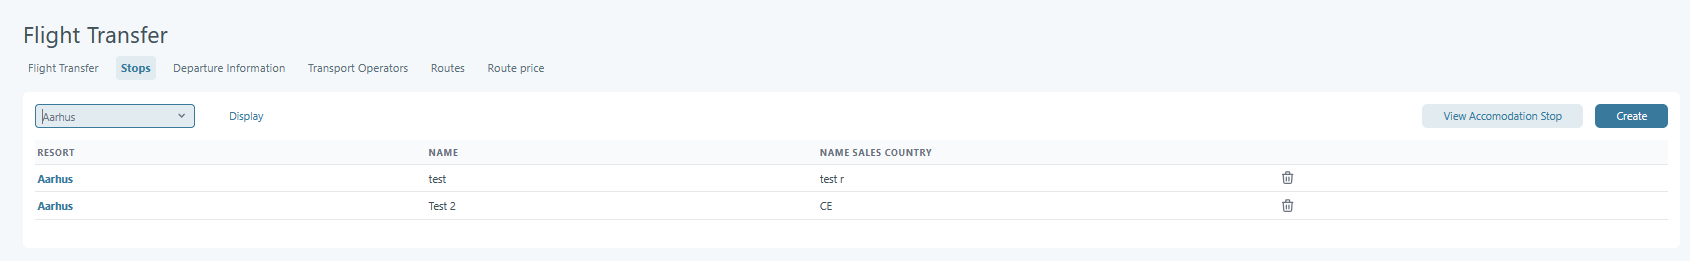 Flight Transfer
Flight Transfer Stops Departure Information Transport Operators Routes Route price
Aarhus Display View Accomodation Stop Create
RESORT NAME NAME SALES COUNTRY
Aarhus test test r
Aarhus Test 2 CE